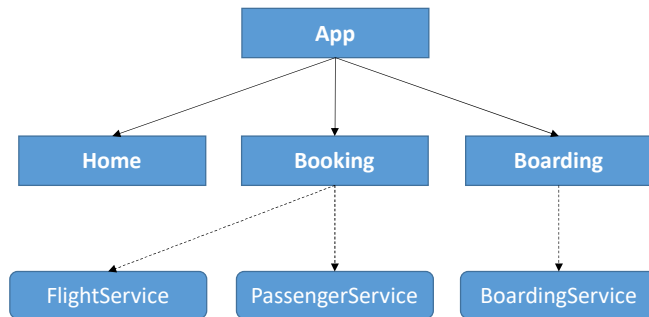 App
Home
Booking
Boarding
FlightService
PassengerService
BoardingService